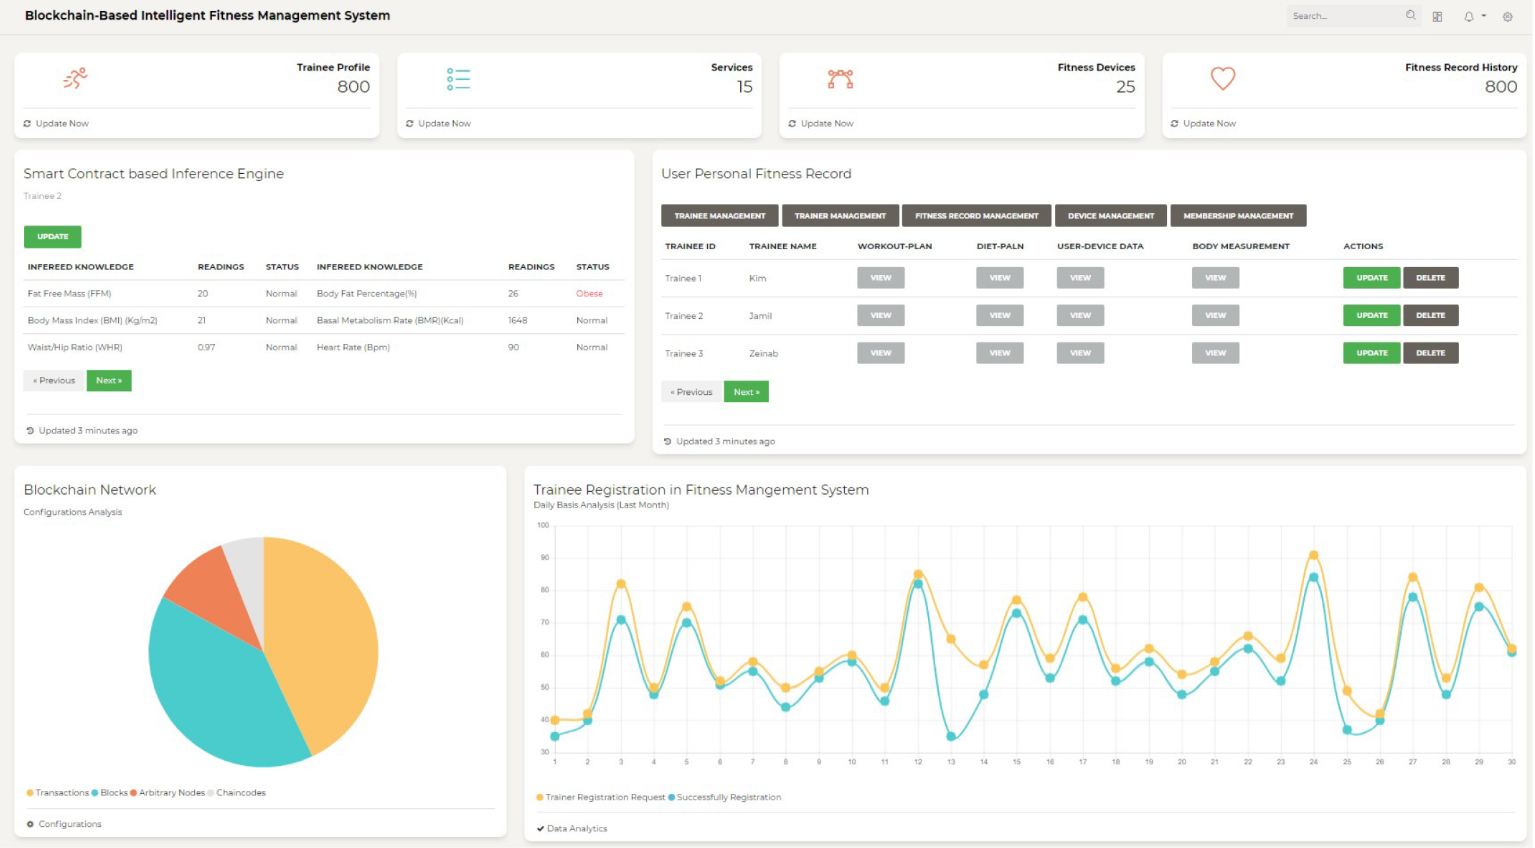 Blockchain-Based Intelligent Fitness Management System
Search...
Trainee Profile
800
Update Now
Services
15
Update Now
Fitness Devices
25
Update Now
Fitness Record History
800
Update Now
Smart Contract based Inference Engine
Trainee 2
UPDATE
INFEREED KNOWLEDGE READINGS STATUS INFEREED KNOWLEDGE READINGS STATUS
Fat Free Mass (FFM) 20 Normal Body Fat Percentage(%) 26 Obese
Body Mass Index (BMI) (Kg/m2) 21 Normal Basal Metabolism Rate (BMR)(Kcal) 1648 Normal
Waist/Hip Ratio (WHR) 0.97 Normal Heart Rate (Bpm) 90 Normal
« Previous Next »
Updated 3 minutes ago
User Personal Fitness Record
TRAINEE MANAGEMENT TRAINER MANAGEMENT FITNESS RECORD MANAGEMENT DEVICE MANAGEMENT MEMBERSHIP MANAGEMENT
TRAINEE ID TRAINEE NAME WORKOUT-PLAN DIET-PALN USER-DEVICE DATA BODY MEASUREMENT ACTIONS
Trainee 1 Kim VIEW VIEW VIEW VIEW UPDATE DELETE
Trainee 2 Jamil VIEW VIEW VIEW VIEW UPDATE DELETE
Trainee 3 Zeinab VIEW VIEW VIEW VIEW UPDATE DELETE
« Previous Next »
Updated 3 minutes ago
Blockchain Network
Configurations Analysis
Transactions Blocks Arbitrary Nodes Chaincodes
Configurations
Trainee Registration in Fitness Mangement System
Daily Basis Analysis (Last Month)
100
90
80
70
60
50
40
30
1 2 3 4 5 6 7 8 9 10 11 12 13 14 15 16 17 18 19 20 21 22 23 24 25 26 27 28 29 30
Trainer Registration Request Successfully Registration
Data Analytics